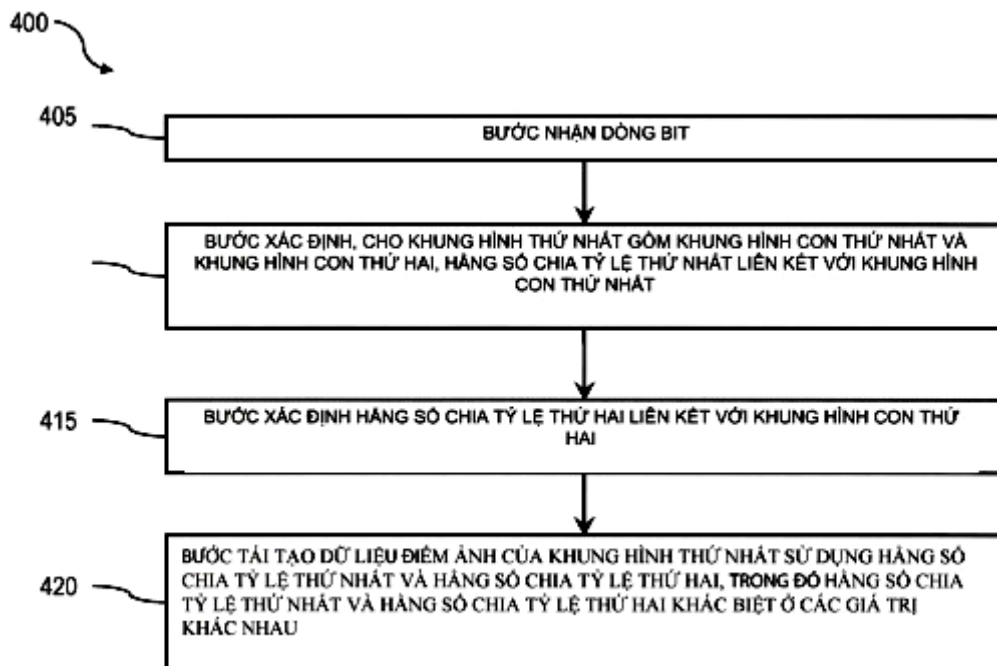 400
405
BƯỚC NHẬN DÒNG BIT
BƯỚC XÁC ĐỊNH, CHO KHUNG HÌNH THỨ NHẤT GỒM KHUNG HÌNH CON THỨ NHẤT VÀ
KHUNG HÌNH CON THỨ HAI, HẰNG SỐ CHIA TỶ LỆ THỨ NHẤT LIÊN KẾT VỚI KHUNG HÌNH
CON THỨ NHẤT
415
BƯỚC XÁC ĐỊNH HẰNG SỐ CHIA TỶ LỆ THỨ HAI LIÊN KẾT VỚI KHUNG HÌNH CON THỨ
HAI
420
BƯỚC TÁI TẠO DỮ LIỆU ĐIỂM ẢNH CỦA KHUNG HÌNH THỨ NHẤT SỬ DỤNG HẰNG SỐ
CHIA TỶ LỆ THỨ NHẤT VÀ HẰNG SỐ CHIA TỶ LỆ THỨ HAI, TRONG ĐÓ HẰNG SỐ CHIA
TỶ LỆ THỨ NHẤT VÀ HẰNG SỐ CHIA TỶ LỆ THỨ HAI KHÁC BIỆT Ở CÁC GIÁ TRỊ
KHÁC NHAU